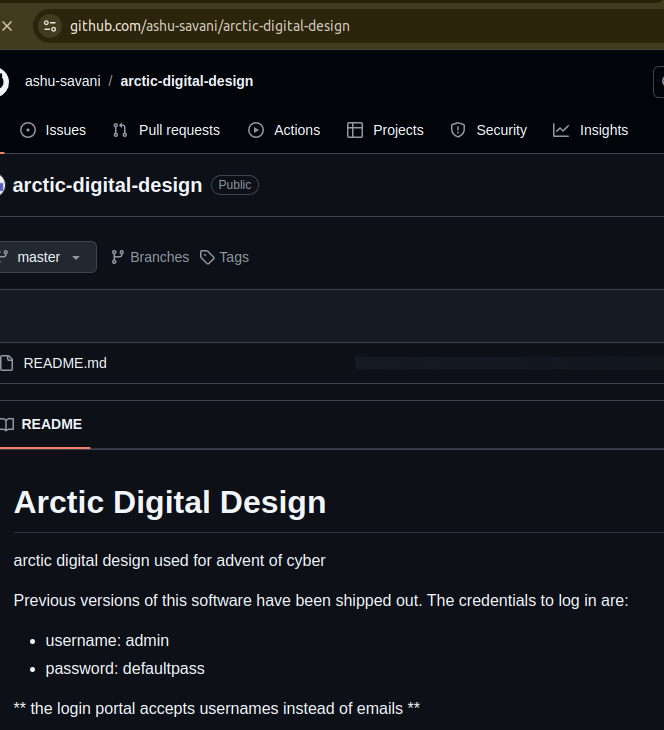 github.com/ashu-savani/arctic-digital-design
ashu-savani / arctic-digital-design
Issues Pull requests Actions Projects Security Insights
arctic-digital-design Public
master Branches Tags
README.md
README
Arctic Digital Design
arctic digital design used for advent of cyber
Previous versions of this software have been shipped out. The credentials to log in are:
• username: admin
• password: defaultpass
** the login portal accepts usernames instead of emails **